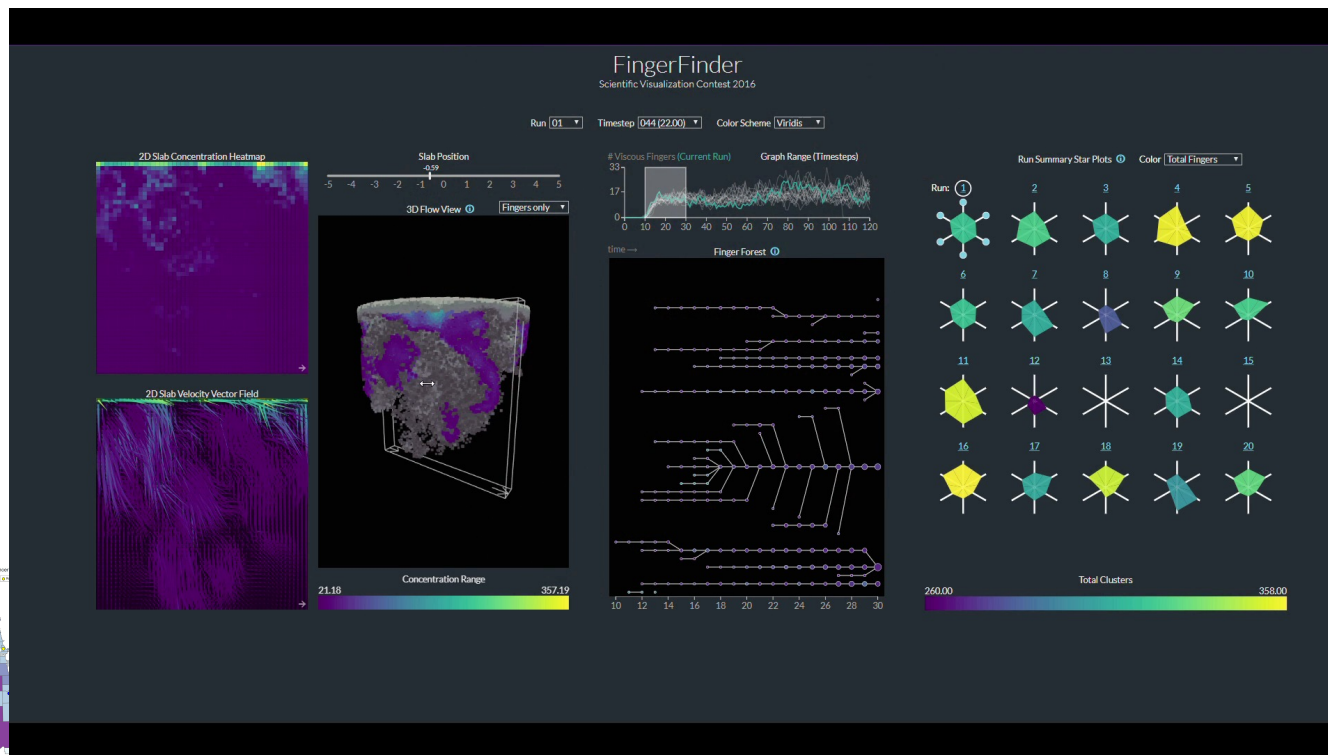 FingerFinder
Scientific Visualization Contest 2016
Run 01 Timestep 044 (22.00) Color Scheme Viridis
2D Slab Concentration Heatmap
2D Slab Velocity Vector Field
Slab Position
-0.59
-5 -4 -3 -2 -1 0 1 2 3 4 5
3D Flow View Fingers only
Concentration Range
21.18 357.19
# Viscous Fingers (Current Run) Graph Range (Timesteps)
33
17
0
0 10 20 30 40 50 60 70 80 90 100 110 120
time →
Finger Forest
10 12 14 16 18 20 22 24 26 28 30
Run Summary Star Plots Color Total Fingers
Run: 1 2 3 4 5
6 7 8 9 10
11 12 13 14 15
16 17 18 19 20
Total Clusters
260.00 358.00